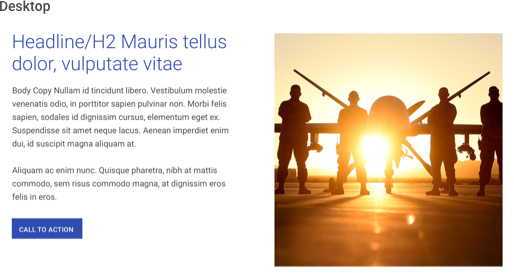 Desktop
Headline/H2 Mauris tellus
dolor, vulputate vitae
Body Copy Nullam id tincidunt libero. Vestibulum molestie
venenatis odio, in porttitor sapien pulvinar non. Morbi felis
sapien, sodales id dignissim cursus, elementum eget ex.
Suspendisse sit amet neque lacus. Aenean imperdiet enim
dui, id suscipit magna aliquam at.
Aliquam ac enim nunc. Quisque pharetra, nibh at mattis
commodo, sem risus commodo magna, at dignissim eros
felis in eros.
CALL TO ACTION